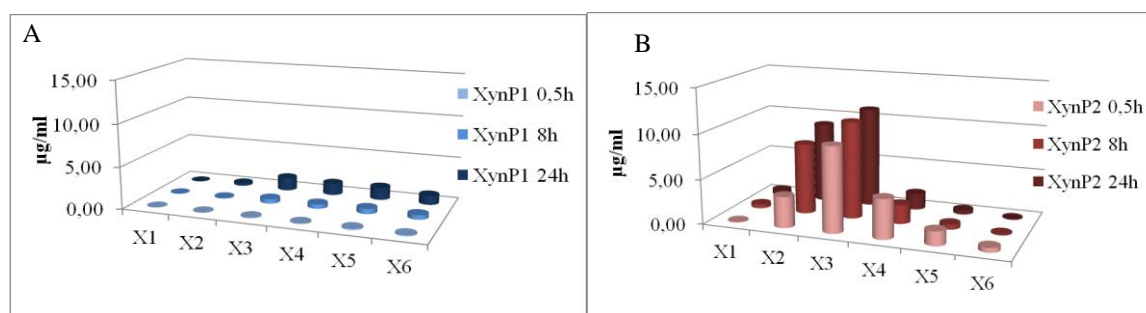 A
15,00
10,00
5,00
0,00
µg/ml
X1 X2 X3 X4 X5 X6
XynP1 0,5h
XynP1 8h
XynP1 24h
B
15,00
10,00
5,00
0,00
µg/ml
X1 X2 X3 X4 X5 X6
XynP2 0,5h
XynP2 8h
XynP2 24h